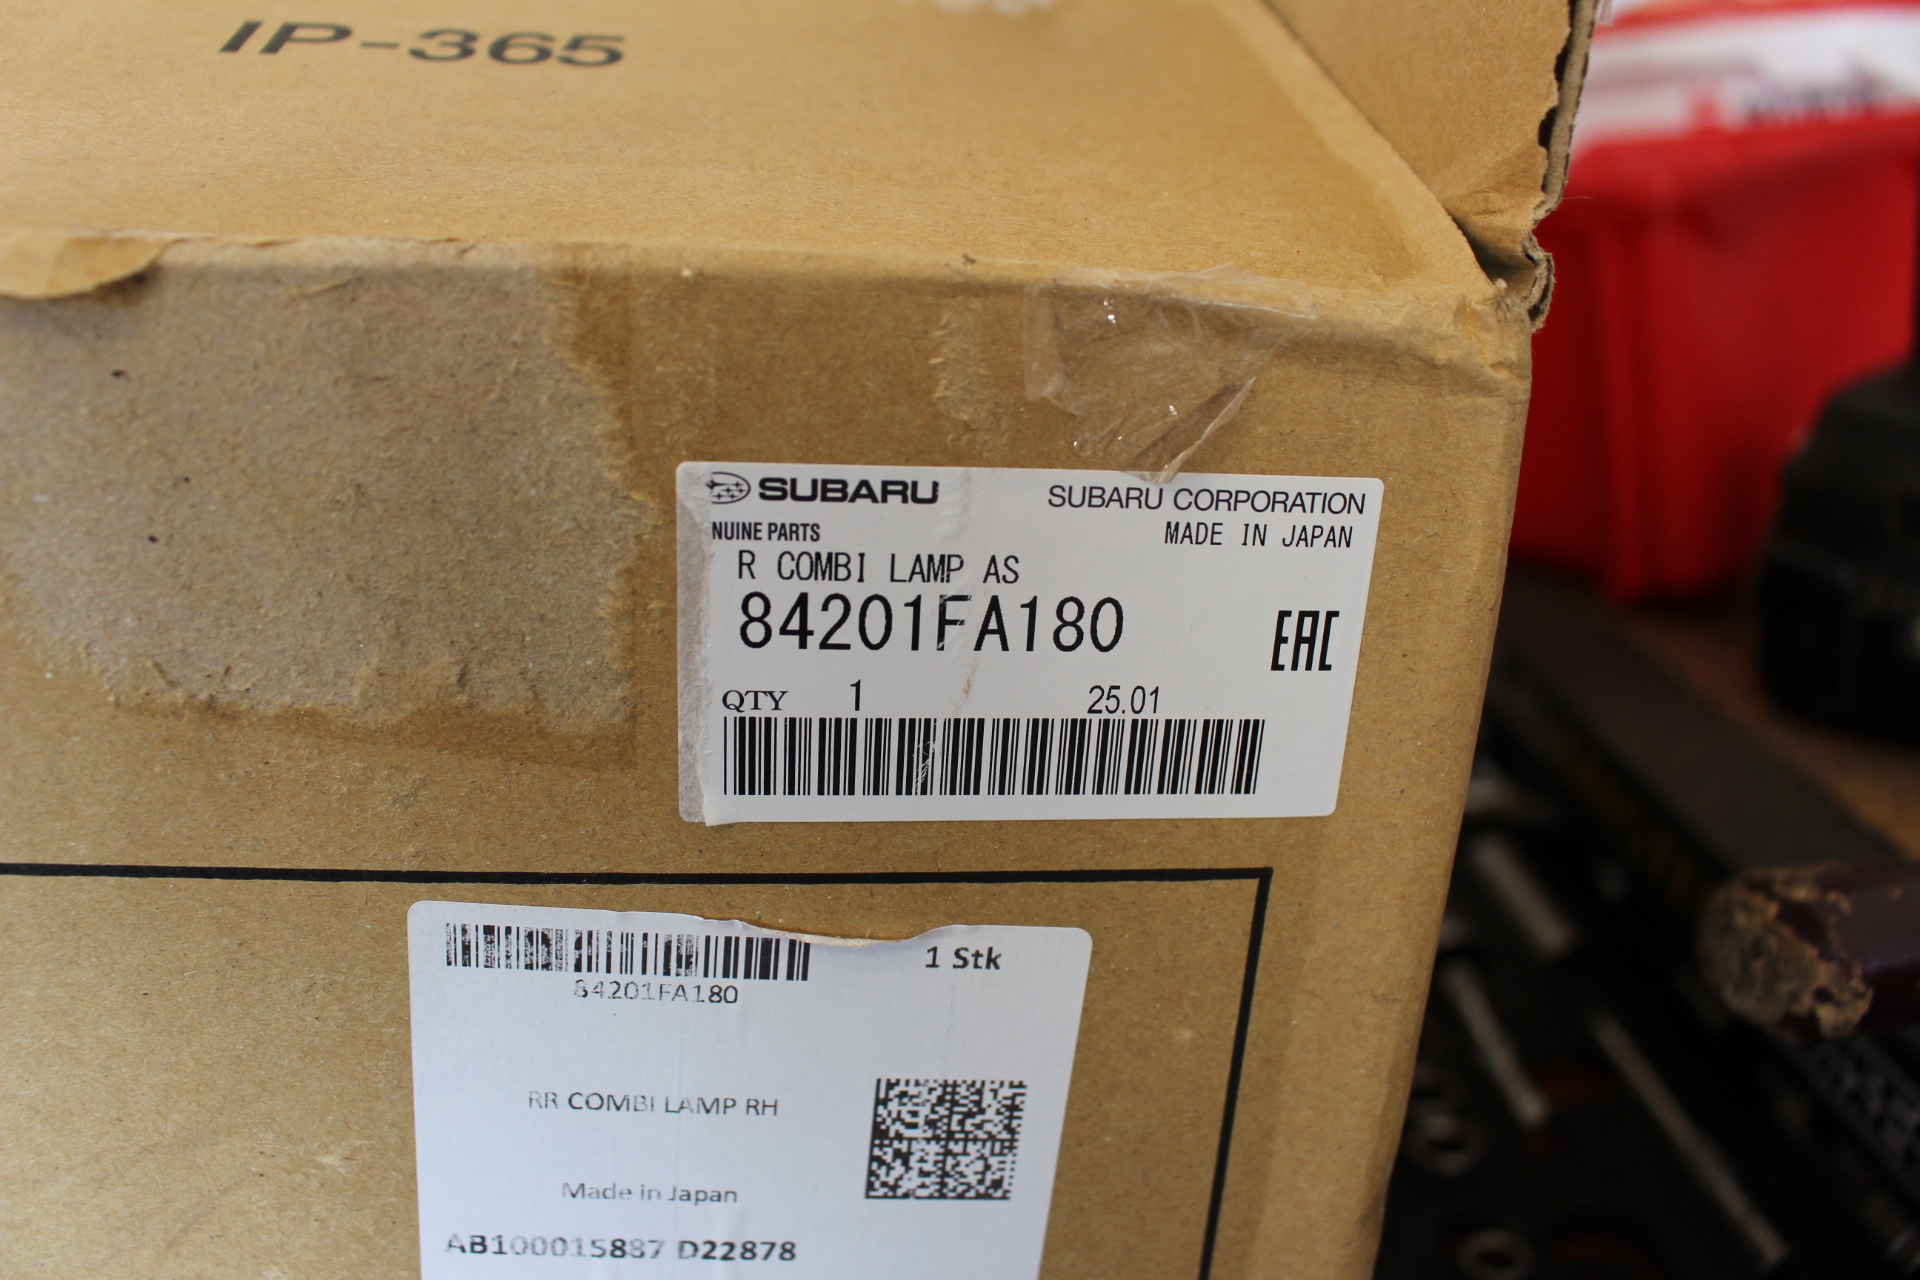 IP-365
SUBARU
SUBARU CORPORATION
NUINE PARTS
MADE IN JAPAN
R COMBI LAMP AS
84201FA180
EAC
QTY 1 25.01
1 Stk
84201FA180
RR COMBI LAMP RH
Made in Japan
AB100015887 D22878